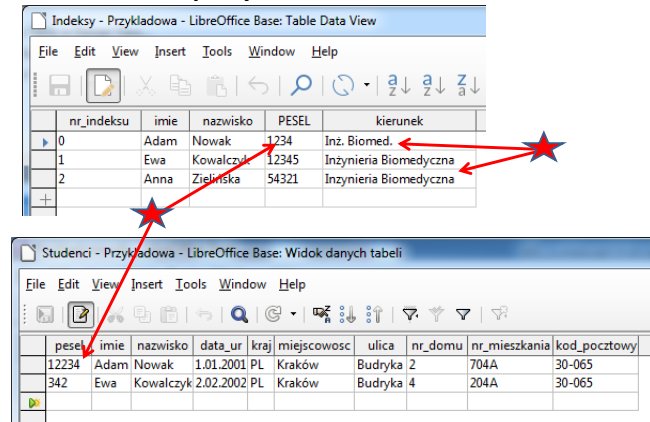 Indeksy - Przykladowa - LibreOffice Base: Table Data View
File Edit View Insert Tools Window Help
nr_indeksu imie nazwisko PESEL kierunek
0 Adam Nowak 1234 Inż. Biomed.
1 Ewa Kowalczyk 12345 Inżynieria Biomedyczna
2 Anna Zielińska 54321 Inzynieria Biomedyczna
Studenci - Przykladowa - LibreOffice Base: Widok danych tabeli
File Edit View Insert Tools Window Help
pesel imie nazwisko data_ur kraj miejscowosc ulica nr_domu nr_mieszkania kod_pocztowy
12234 Adam Nowak 1.01.2001 PL Kraków Budryka 2 704A 30-065
342 Ewa Kowalczyk 2.02.2002 PL Kraków Budryka 4 204A 30-065